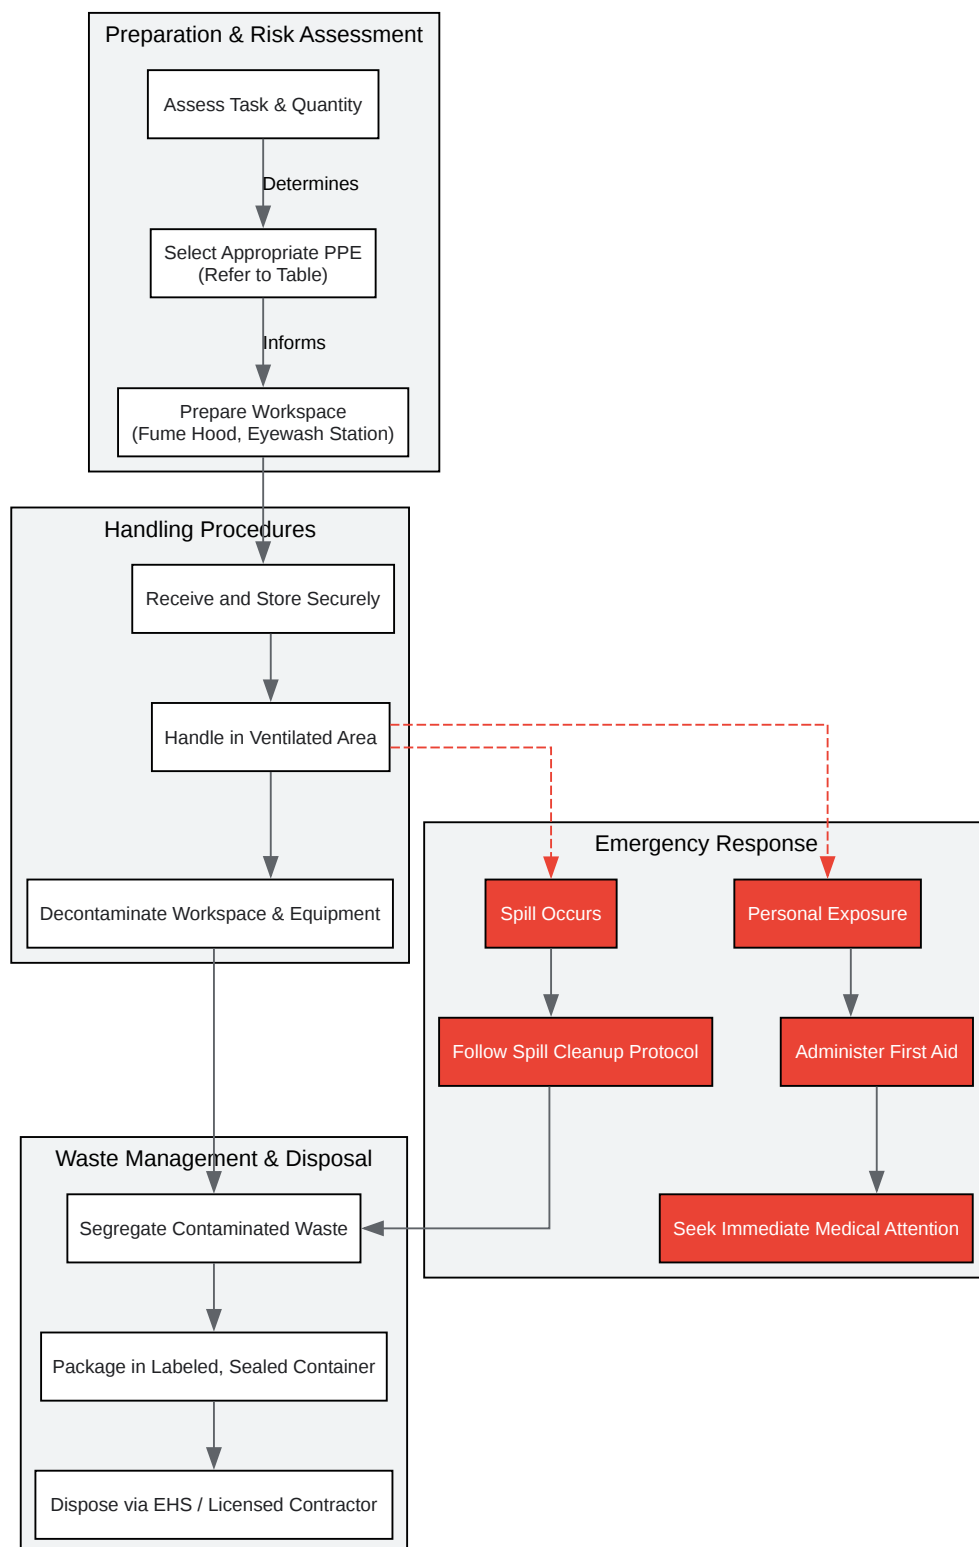 Preparation & Risk Assessment
Assess Task & Quantity
Determines
Select Appropriate PPE
(Refer to Table)
Informs
Prepare Workspace
(Fume Hood, Eyewash Station)
Handling Procedures
Receive and Store Securely
Handle in Ventilated Area
Decontaminate Workspace & Equipment
Emergency Response
Spill Occurs
Personal Exposure
Follow Spill Cleanup Protocol
Administer First Aid
Seek Immediate Medical Attention
Waste Management & Disposal
Segregate Contaminated Waste
Package in Labeled, Sealed Container
Dispose via EHS / Licensed Contractor